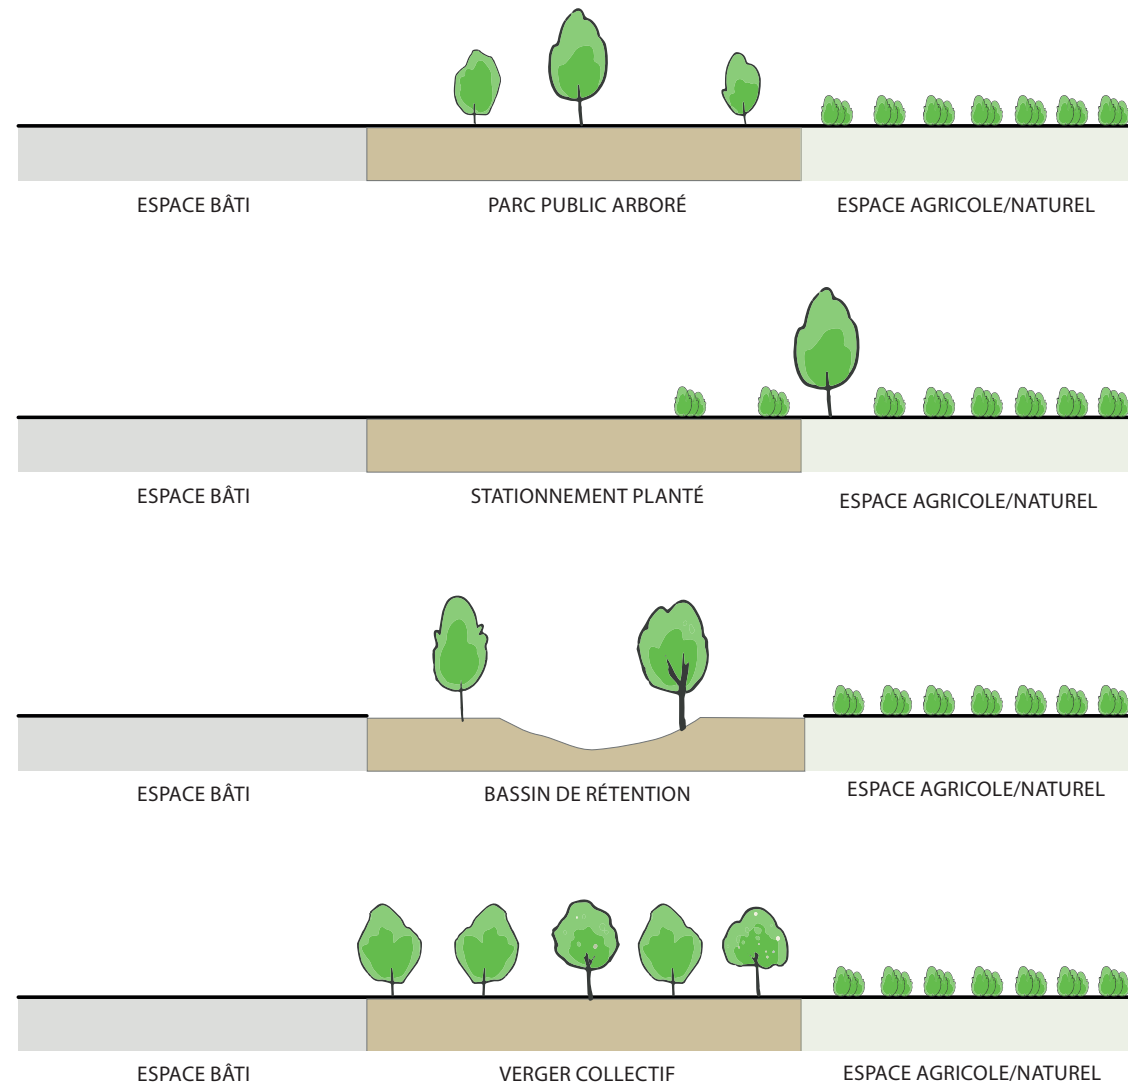 ESPACE BÂTI
PARC PUBLIC ARBORÉ
ESPACE AGRICOLE/NATUREL
ESPACE BÂTI
STATIONNEMENT PLANTÉ
ESPACE AGRICOLE/NATUREL
ESPACE BÂTI
BASSIN DE RÉTENTION
ESPACE AGRICOLE/NATUREL
ESPACE BÂTI
VERGER COLLECTIF
ESPACE AGRICOLE/NATUREL